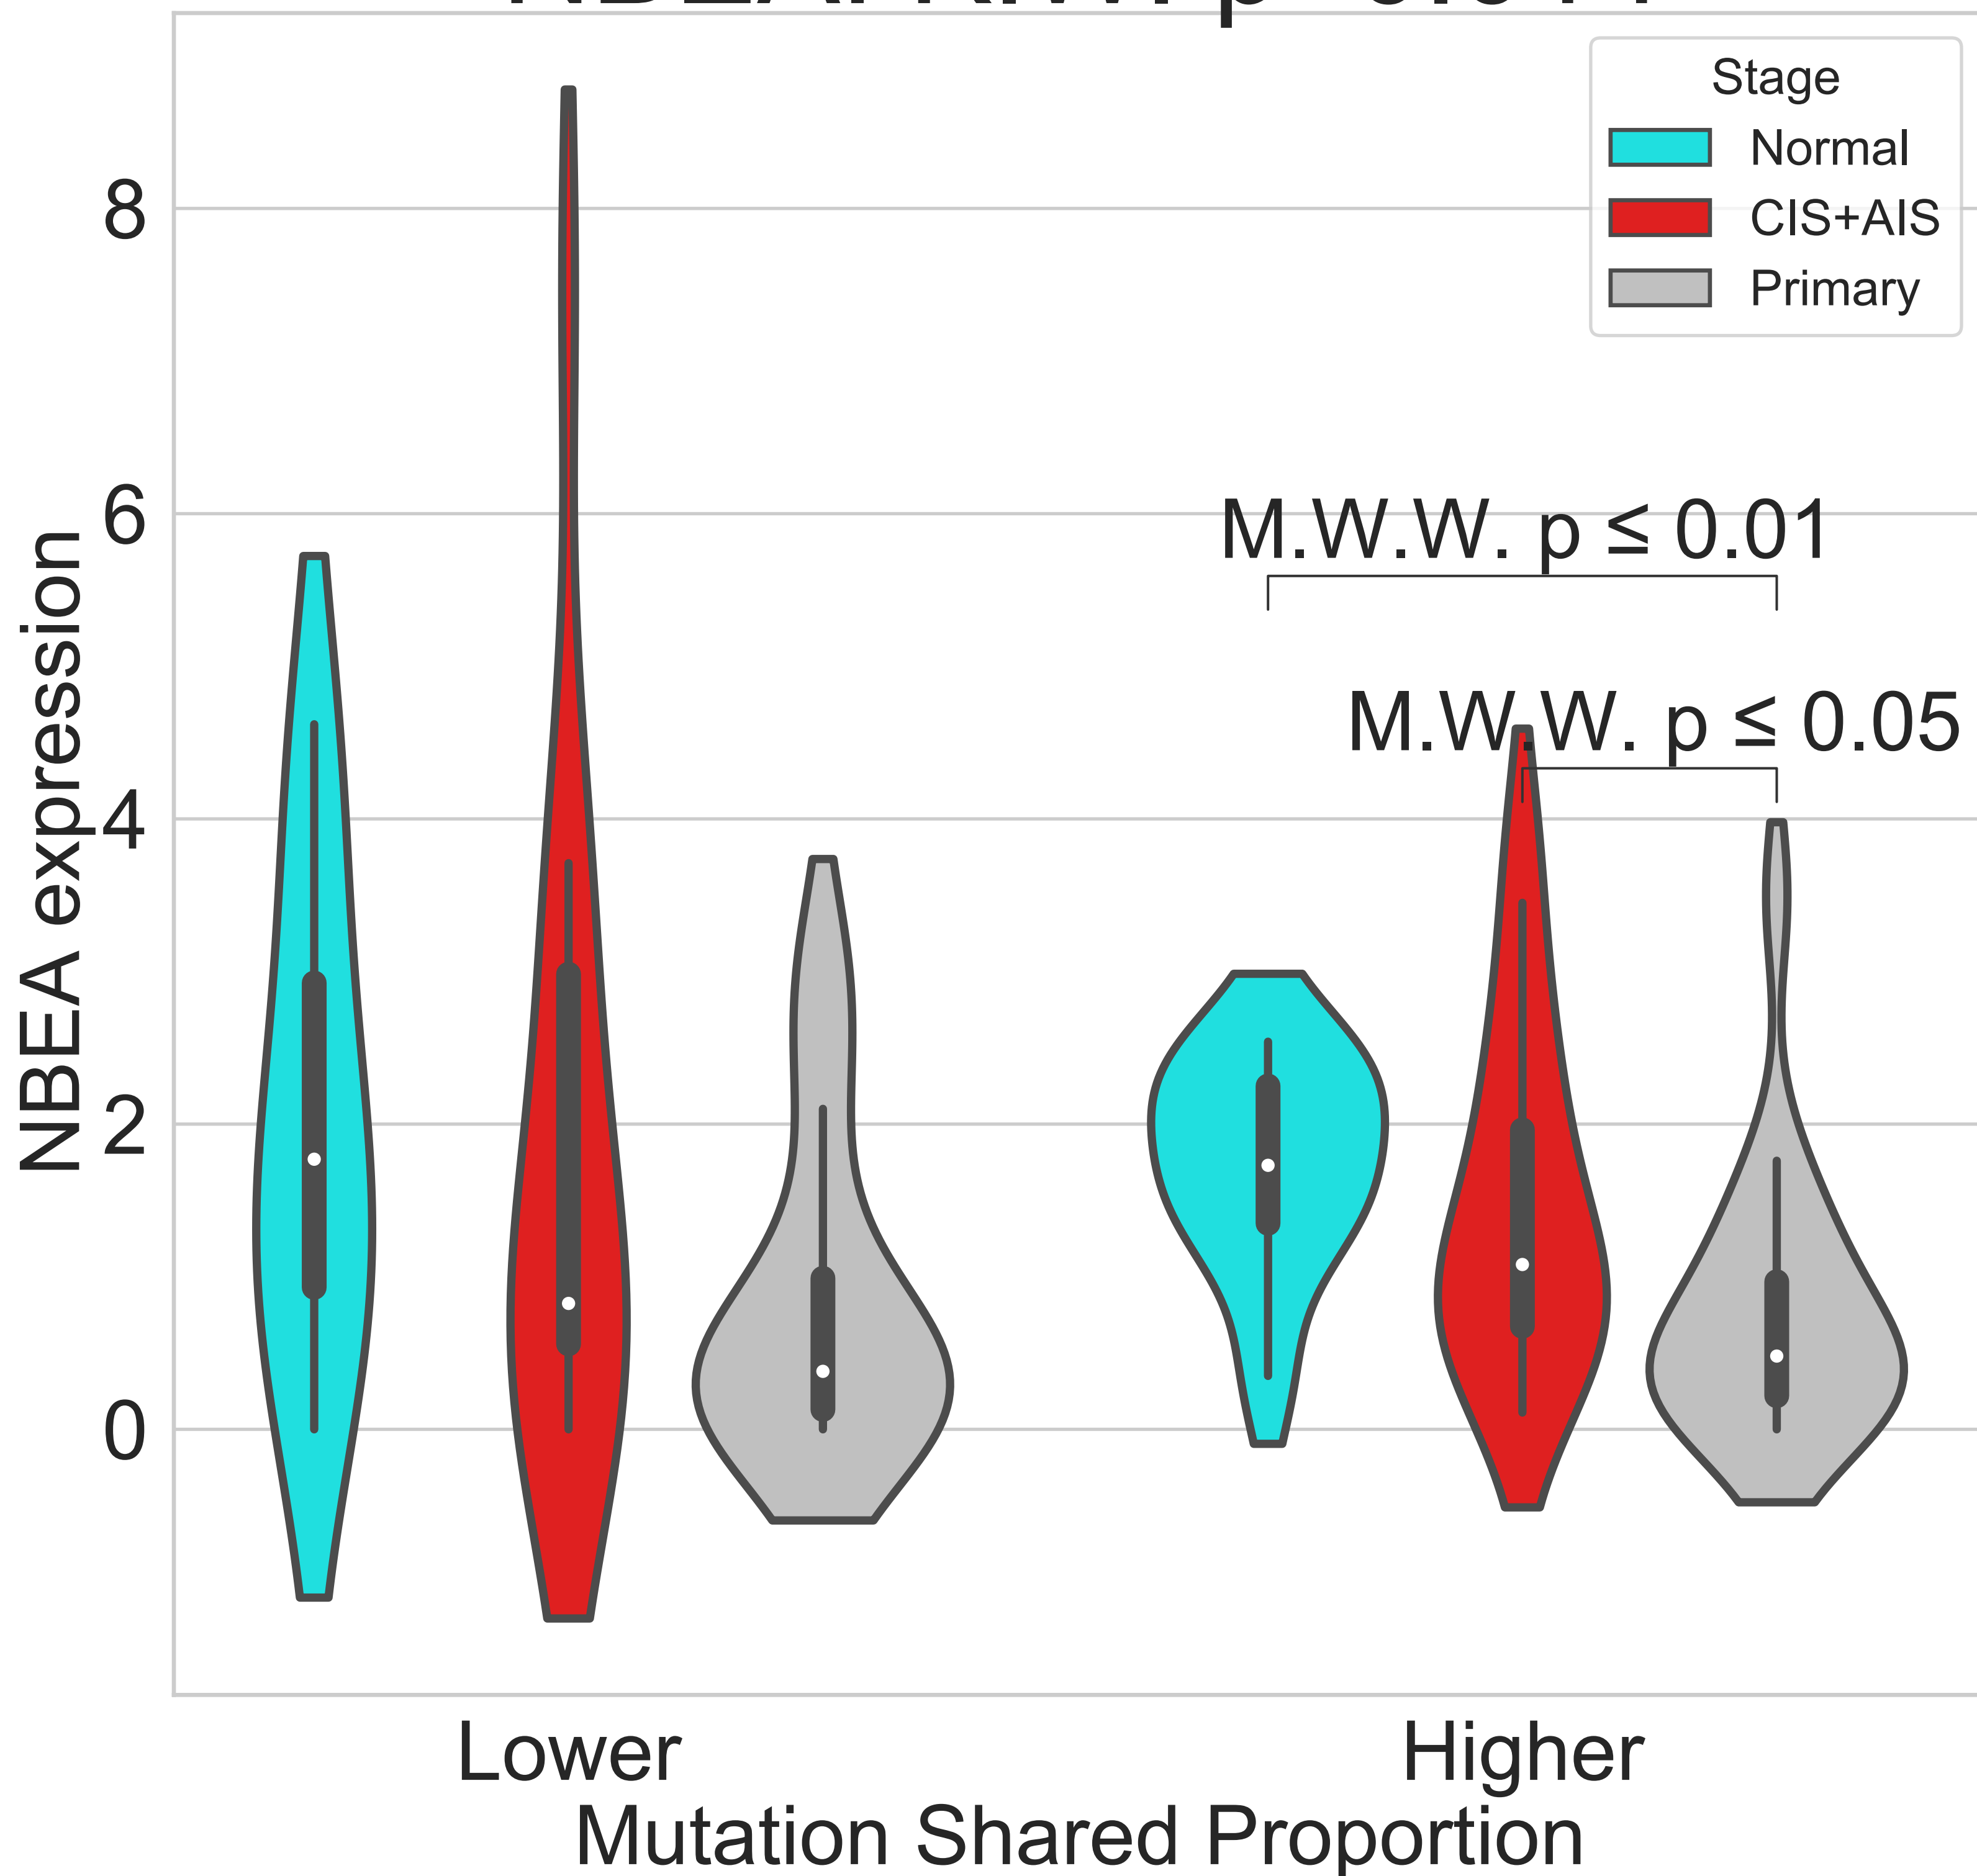 Stage
Normal
CIS+AIS
Primary
8
6
4
2
0
NBEA expression
M.W.W. p ≤ 0.01
M.W.W. p ≤ 0.05
Lower
Higher
Mutation Shared Proportion